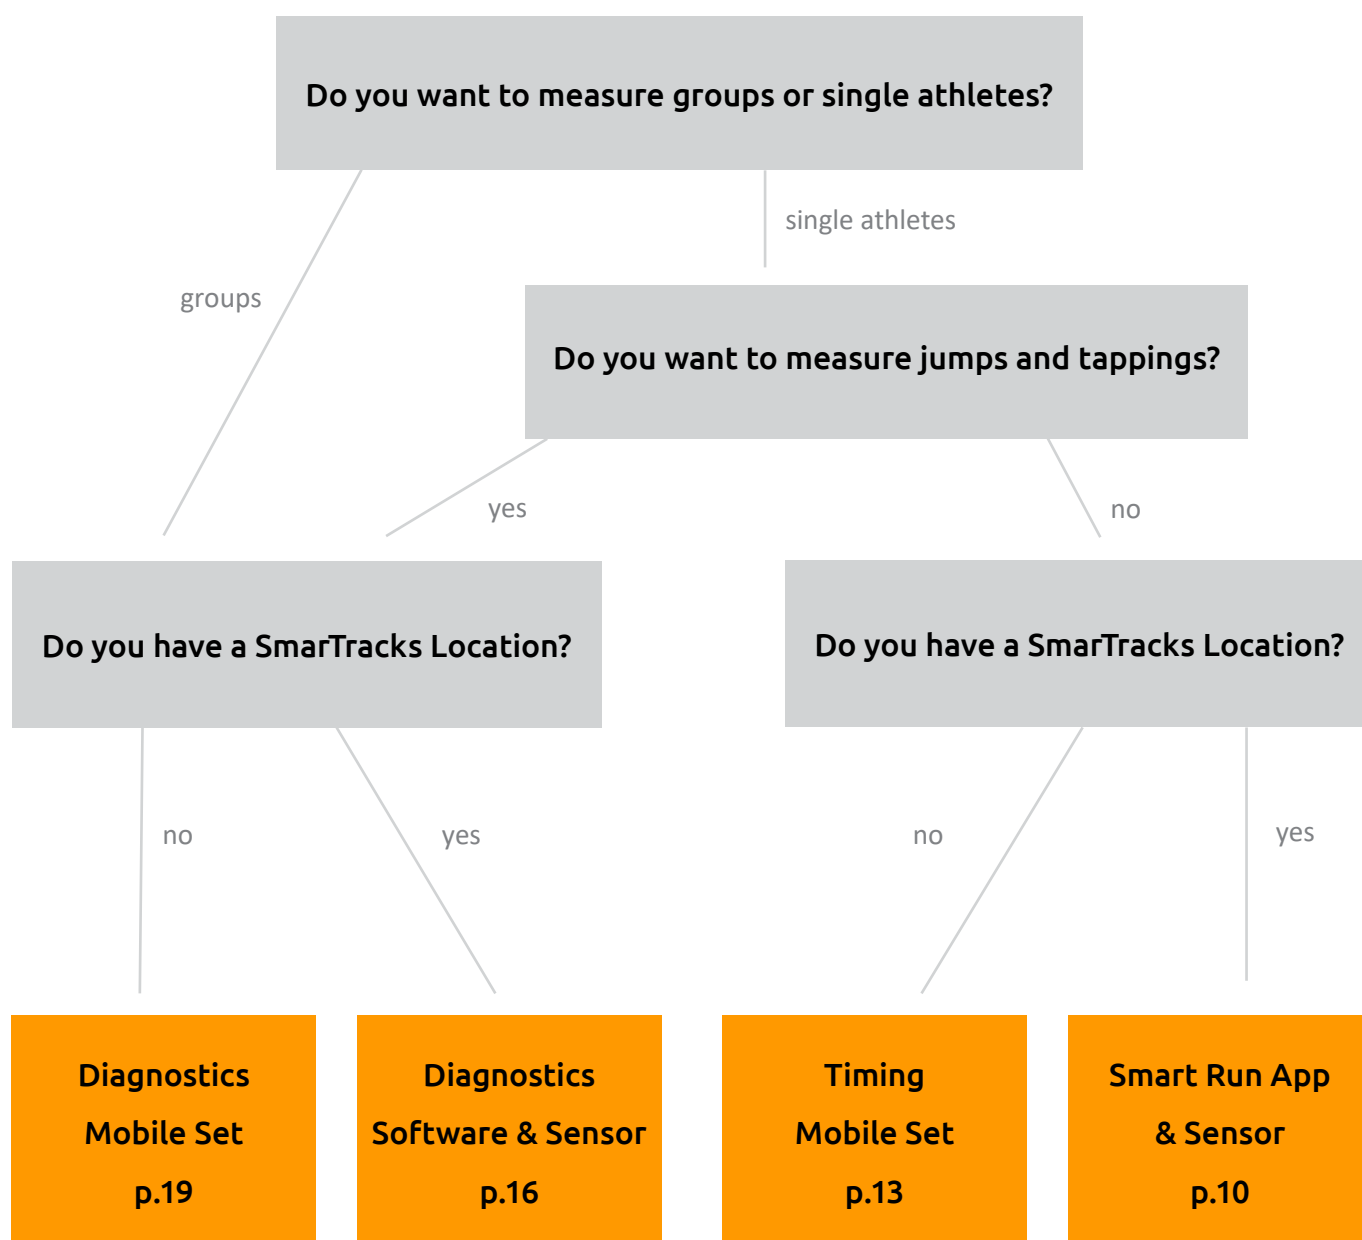 Do you want to measure groups or single athletes?
single athletes
groups
Do you want to measure jumps and tappings?
yes
no
Do you have a SmarTracks Location?
Do you have a SmarTracks Location?
no
yes
no
yes
Diagnostics
Mobile Set
p.19
Diagnostics
Software & Sensor
p.16
Timing
Mobile Set
p.13
Smart Run App
& Sensor
p.10